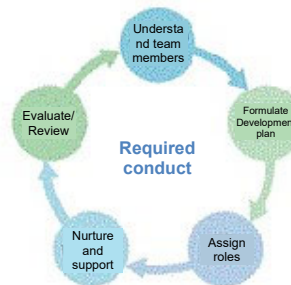 Understa
nd team
members
Formulate
Development
plan
Assign
roles
Nurture
and
support
Evaluate/
Review
Required
conduct